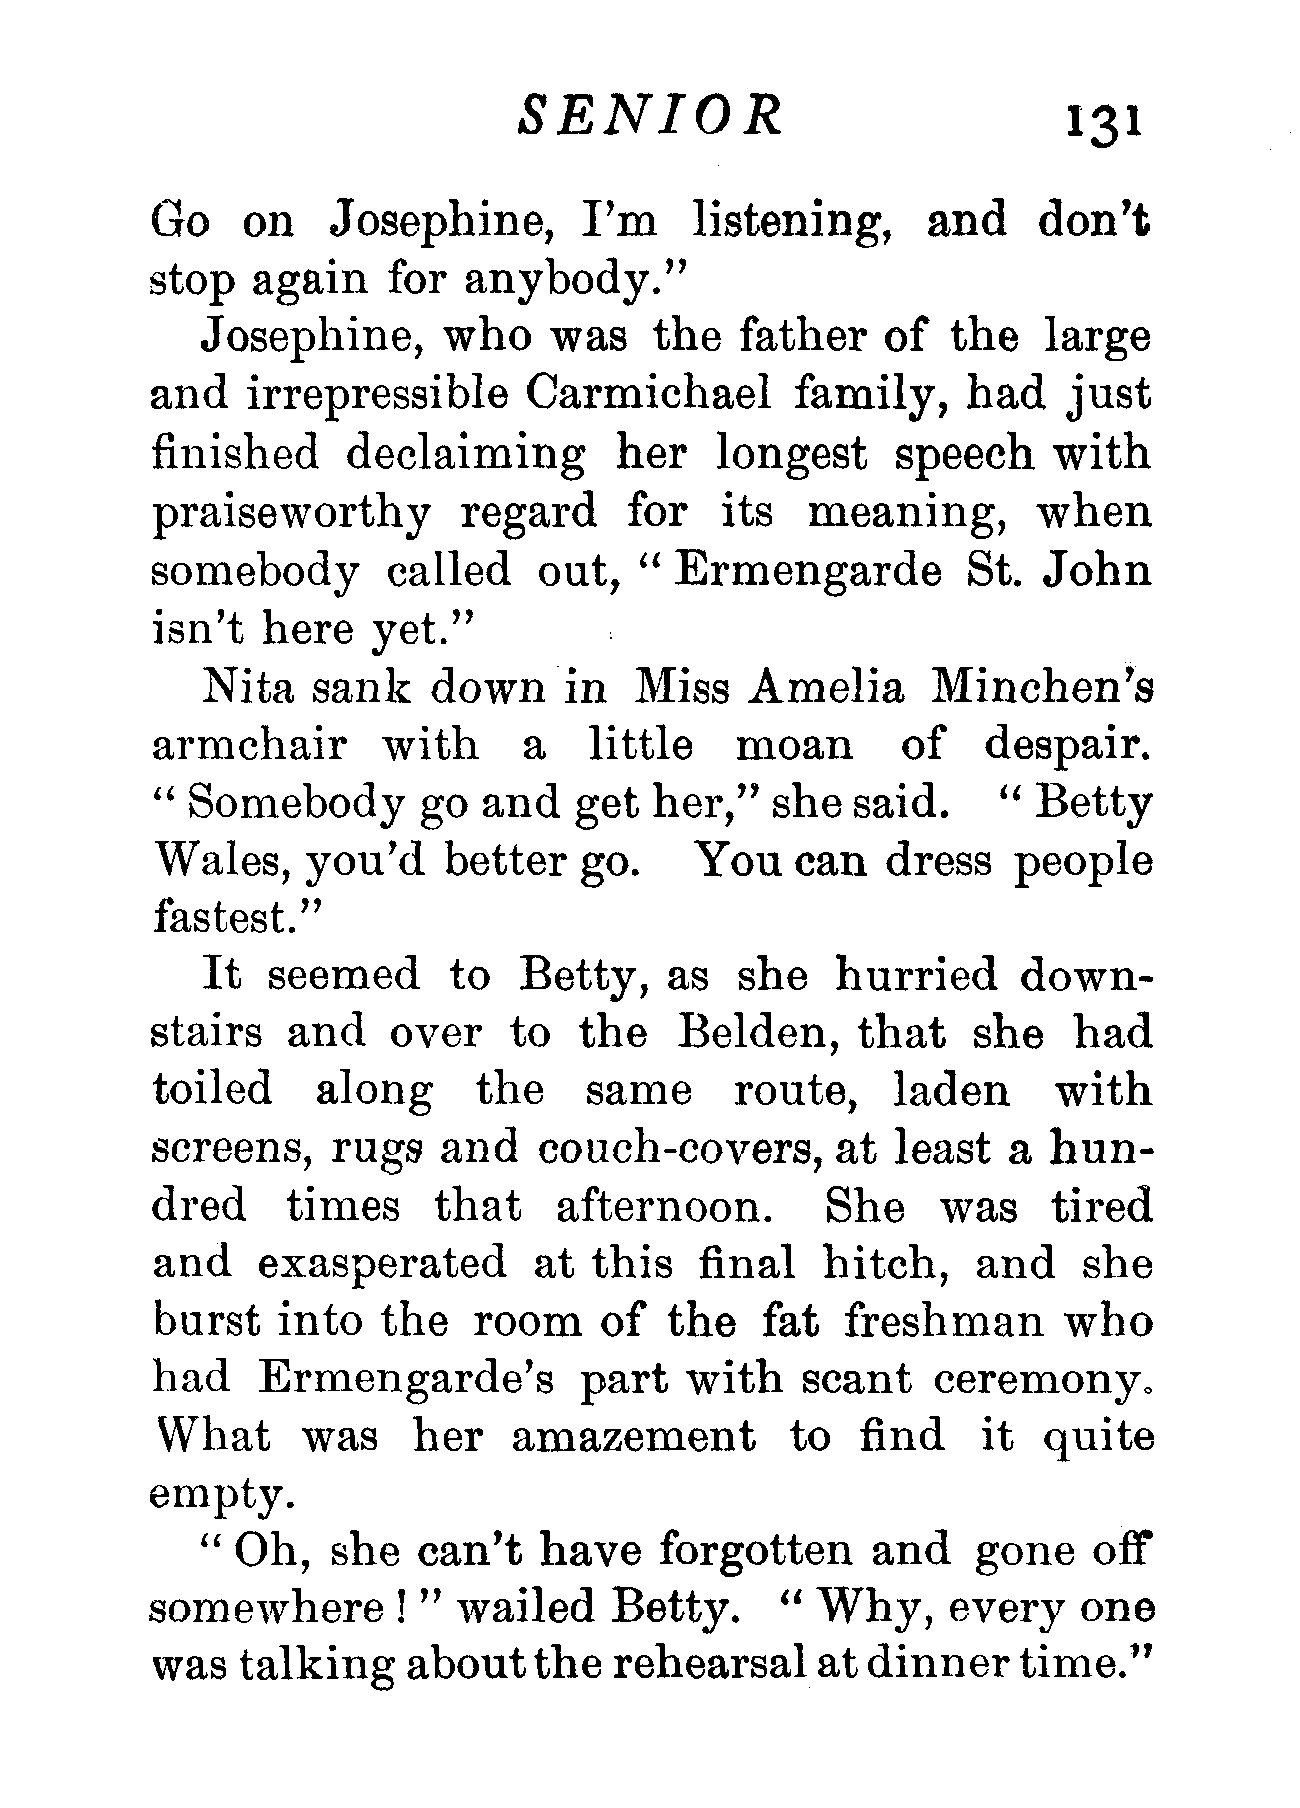 SENIOR 131
Go on Josephine, I'm listening, and don't
stop again for anybody."
Josephine, who was the father of the large
and irrepressible Carmichael family, had just
finished declaiming her longest speech with
praiseworthy regard for its meaning, when
somebody called out, " Ermengarde St. John
isn't here yet."
Nita sank down in Miss Amelia Minchen's
armchair with a little moan of despair.
" Somebody go and get her," she said. " Betty
Wales, you'd better go. You can dress people
fastest."
It seemed to Betty, as she hurried down-
stairs and over to the Belden, that she had
toiled along the same route, laden with
screens, rugs and couch-covers, at least a hun-
dred times that afternoon. She was tired
and exasperated at this final hitch, and she
burst into the room of the fat freshman who
had Ermengarde's part with scant ceremony.
What was her amazement to find it quite
empty.
" Oh, she can't have forgotten and gone off
somewhere ! " wailed Betty. " Why, every one
was talking about the rehearsal at dinner time."